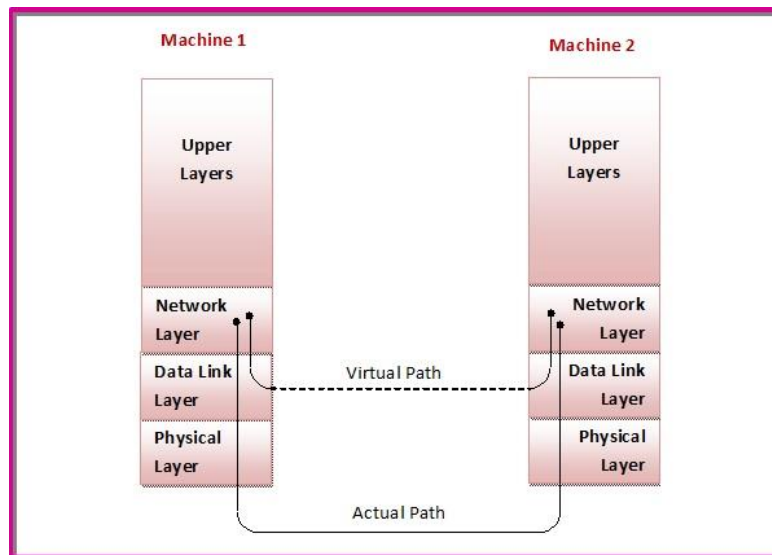 Machine 1
Machine 2
Upper
Layers
Upper
Layers
Network
Layer
Network
Layer
Data Link
Layer
Virtual Path
Data Link
Layer
Physical
Layer
Physical
Layer
Actual Path